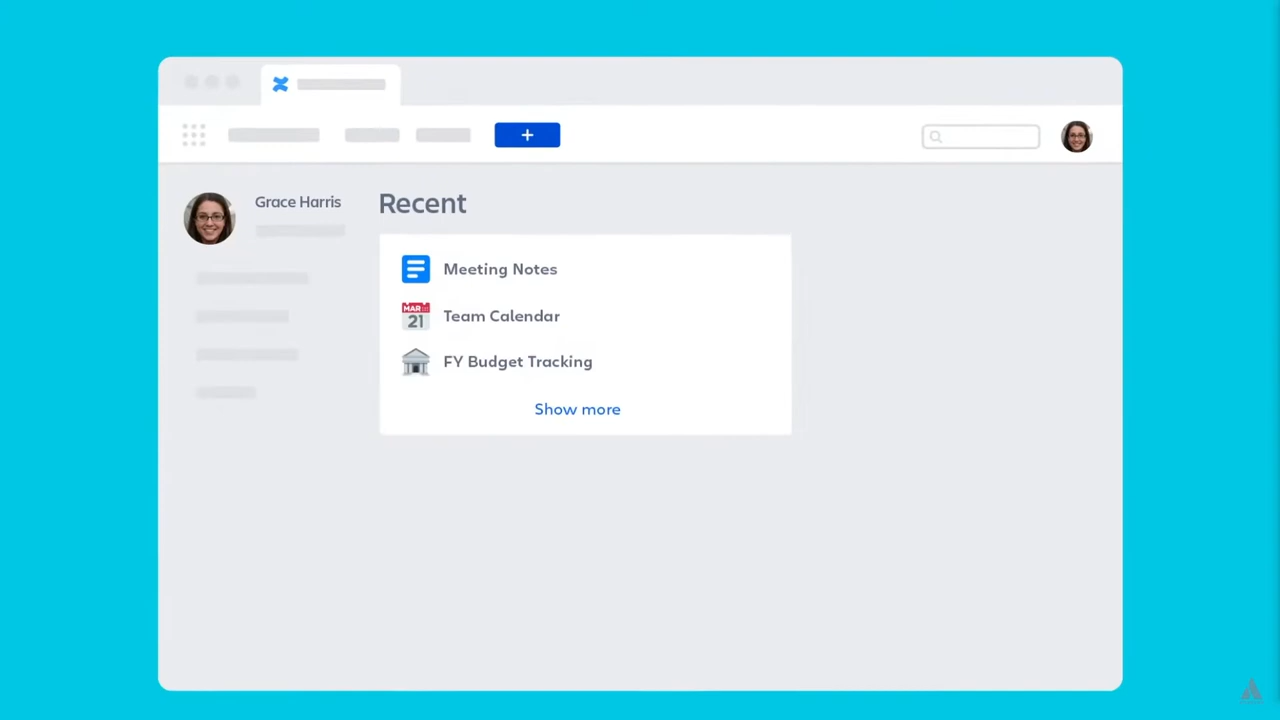 Grace Harris
Recent
Meeting Notes
MAR
21
Team Calendar
FY Budget Tracking
Show more